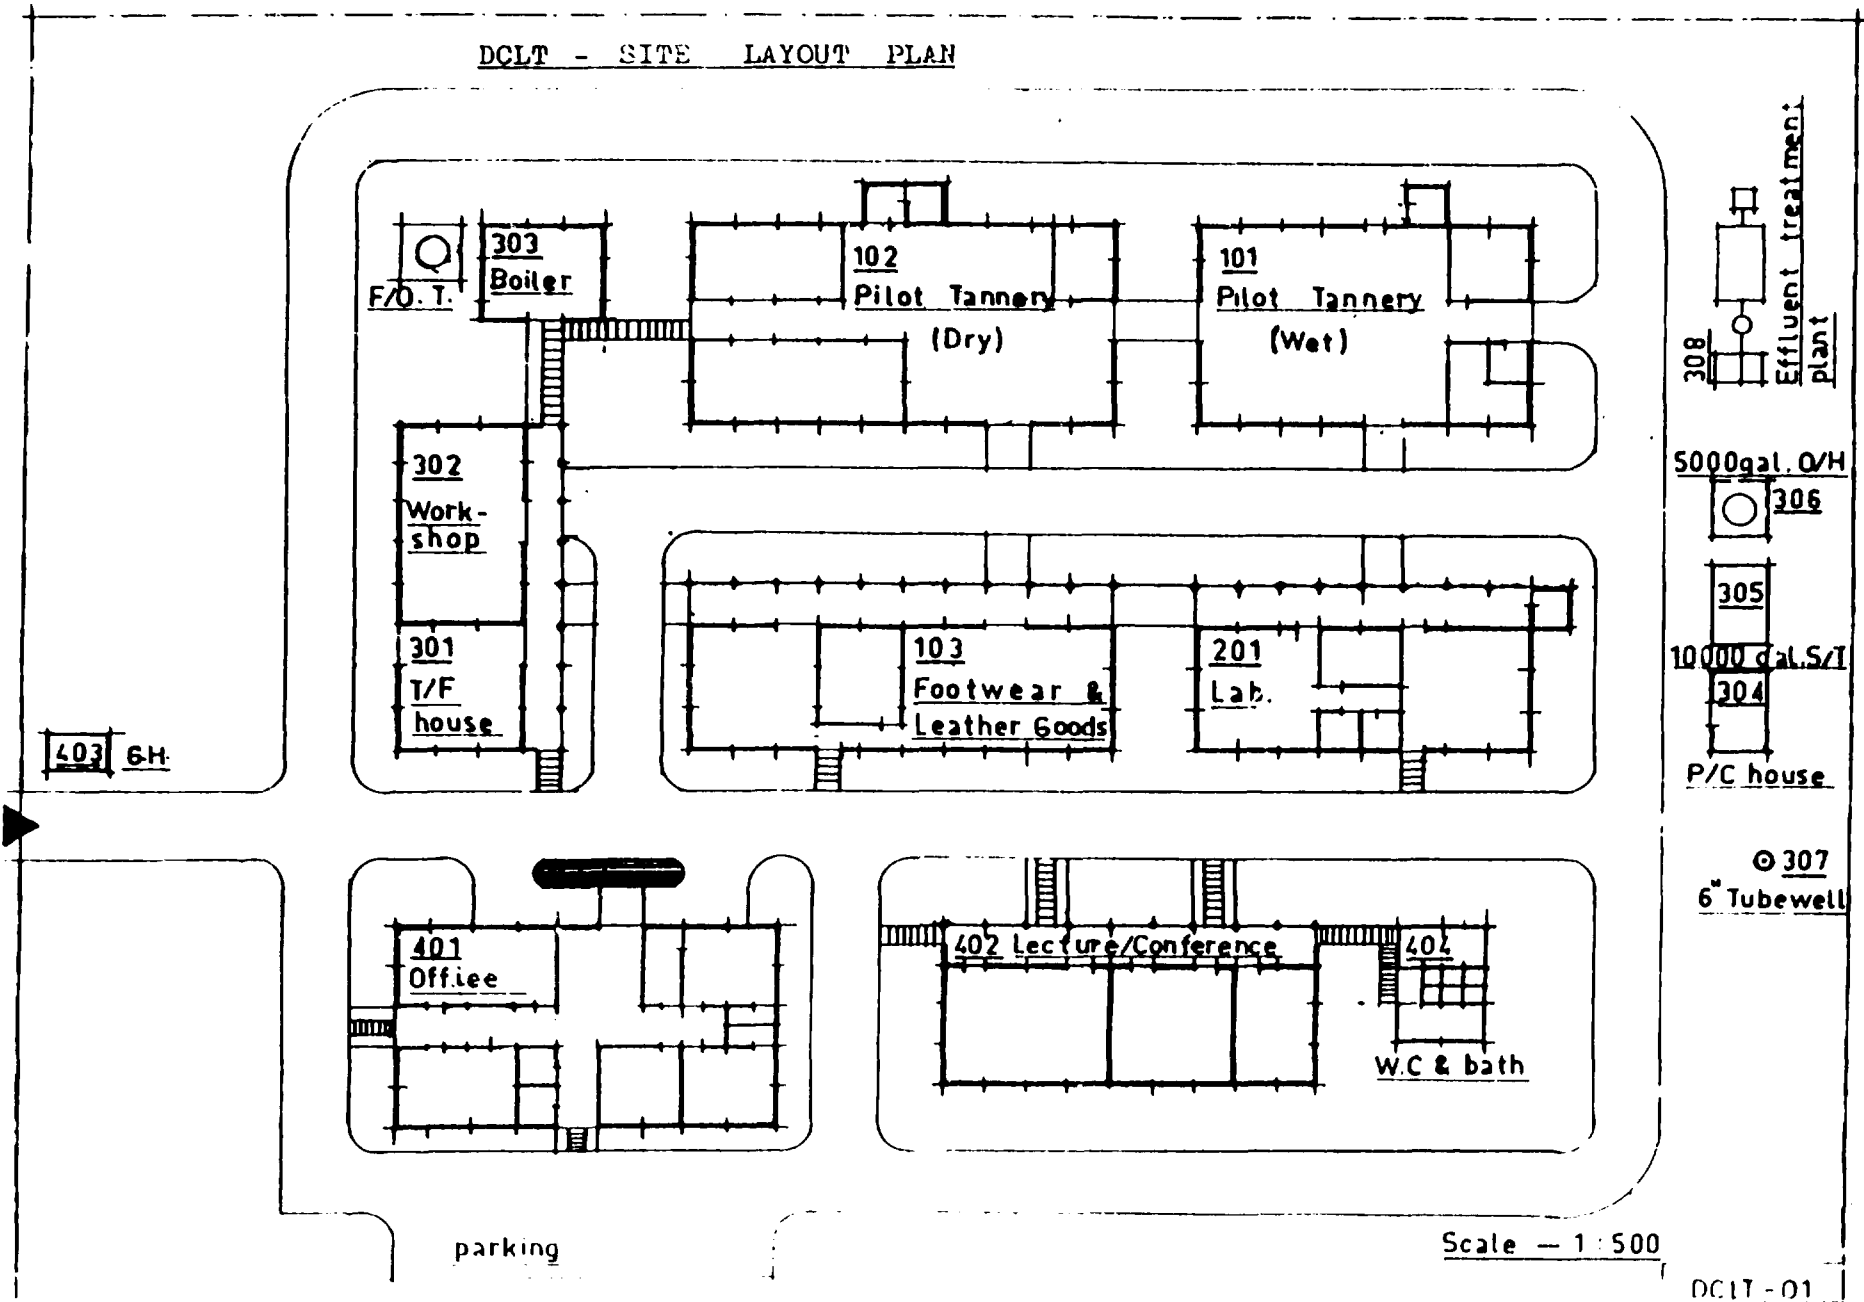 DCLT - SITE LAYOUT PLAN
303
Boiler
F/O. T.
102
Pilot Tannery
(Dry)
101
Pilot Tannery
(Wet)
308
Effluent treatment
plant
302
Work-
shop
5000gal. O/H
306
305
301
T/F
house
103
Footwear &
Leather Goods
201
Lab.
10000 Gal.S/T
304
P/C house
403 G.H.
307
6" Tubewell
401
Office
402 Lecture/Conference
404
W.C & bath
parking
Scale — 1:500
DCLT-01